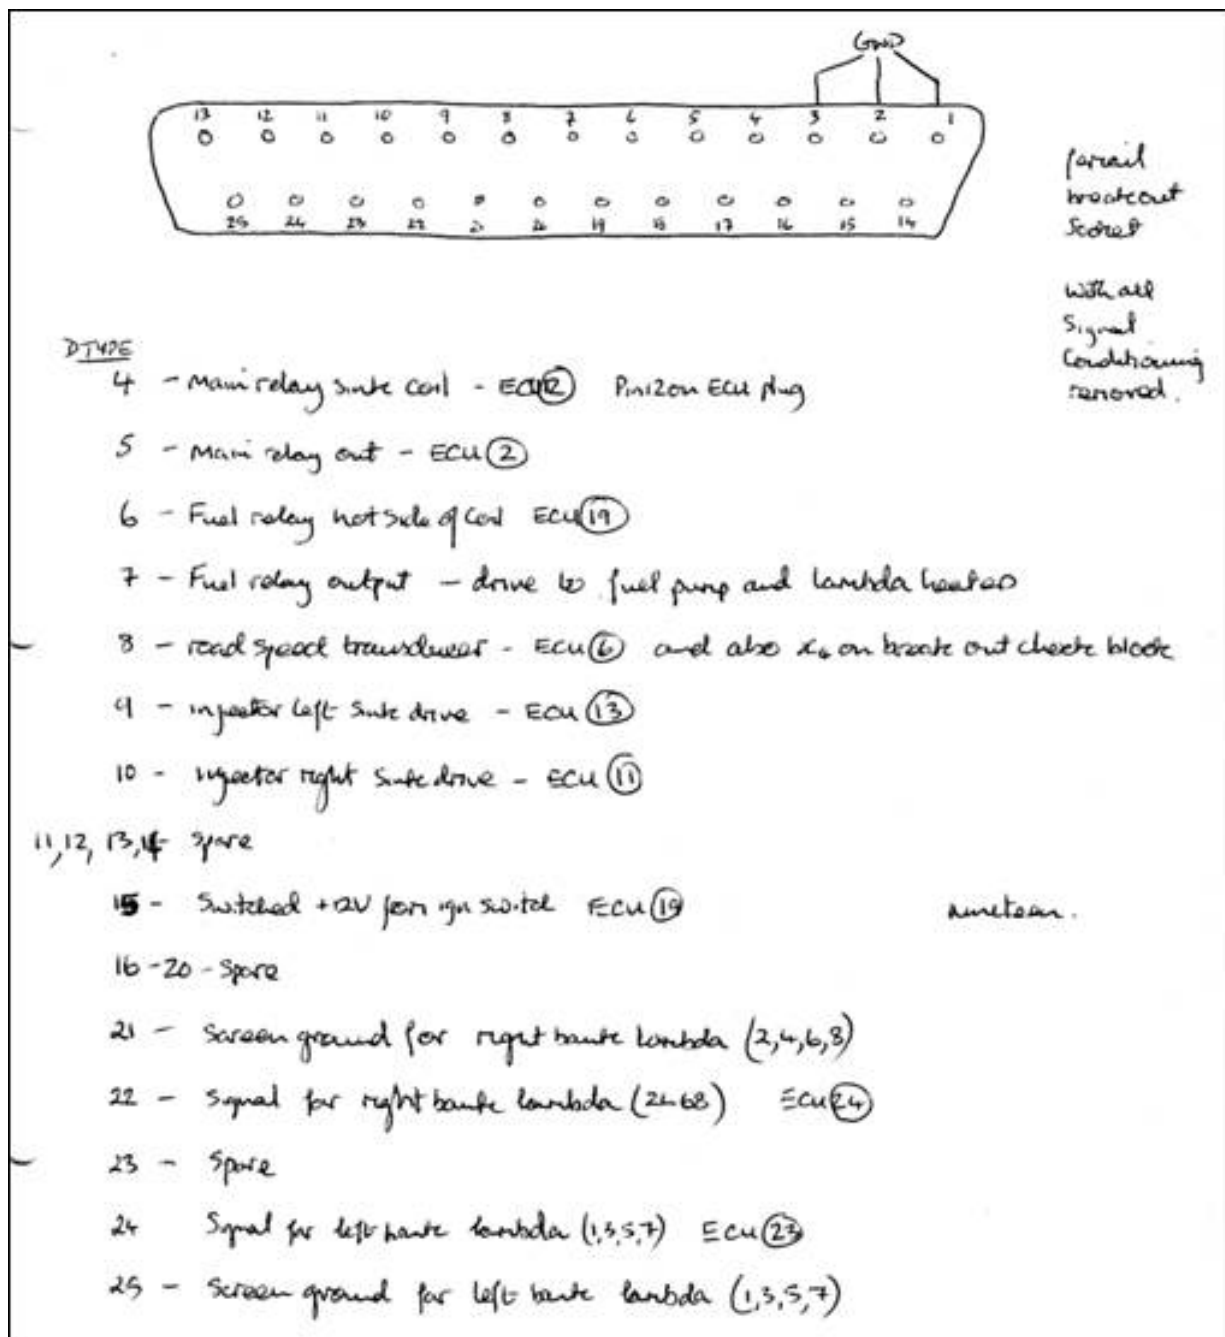 GND
13 12 11 10 9 8 7 6 5 4 3 2 1
25 24 23 22 21 20 19 18 17 16 15 14
breakout
Socket
with all
Signal
Conditioning
removed.
DTYPE
4 - Main relay sink coil - ECU 12 Pin 12 on ECU plug
5 - Main relay out - ECU 2
6 - Fuel relay hot side of coil ECU 19
7 - Fuel relay output - drive to fuel pump and lambda heaters
8 - road speed transducer - ECU 6 and also x4 on break out check block
9 - injector left sink drive - ECU 13
10 - injector right sink drive - ECU 11
11, 12, 13, 14 - spare
15 - Switched +12V from ign switch ECU 19 nineteen.
16-20 - Spare
21 - Screen ground for right bank lambda (2,4,6,8)
22 - Signal for right bank lambda (2468) ECU 24
23 - Spare
24 Signal for left bank lambda (1,3,5,7) ECU 23
25 - Screen ground for left bank lambda (1,3,5,7)